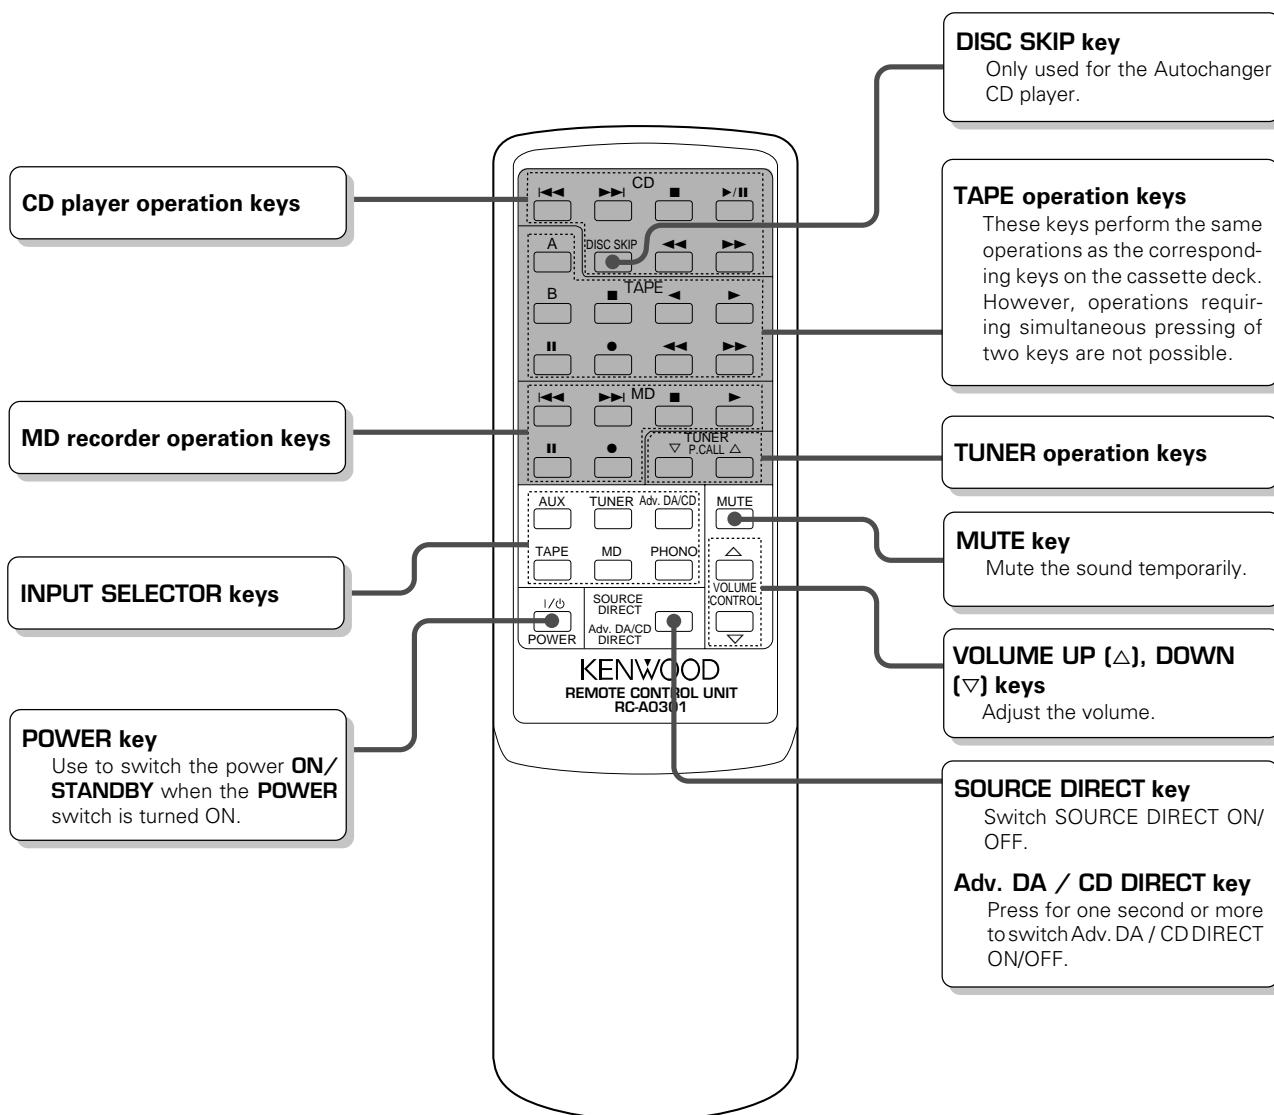 DISC SKIP key
Only used for the Autochanger
CD player.
CD player operation keys
TAPE operation keys
These keys perform the same
operations as the correspond-
ing keys on the cassette deck.
However, operations requir-
ing simultaneous pressing of
two keys are not possible.
MD recorder operation keys
TUNER operation keys
MUTE key
Mute the sound temporarily.
INPUT SELECTOR keys
VOLUME UP (△), DOWN
(▽) keys
Adjust the volume.
POWER key
Use to switch the power ON/
STANDBY when the POWER
switch is turned ON.
SOURCE DIRECT key
Switch SOURCE DIRECT ON/
OFF.
Adv. DA / CD DIRECT key
Press for one second or more
to switch Adv. DA / CD DIRECT
ON/OFF.
CD
A DISC SKIP
TAPE
B
MD
TUNER
▽ P.CALL △
AUX TUNER Adv. DA/CD MUTE
TAPE MD PHONO
VOLUME
CONTROL
SOURCE
DIRECT
Adv. DA/CD
DIRECT
I/⏻
POWER
KENWOOD
REMOTE CONTROL UNIT
RC-A0301